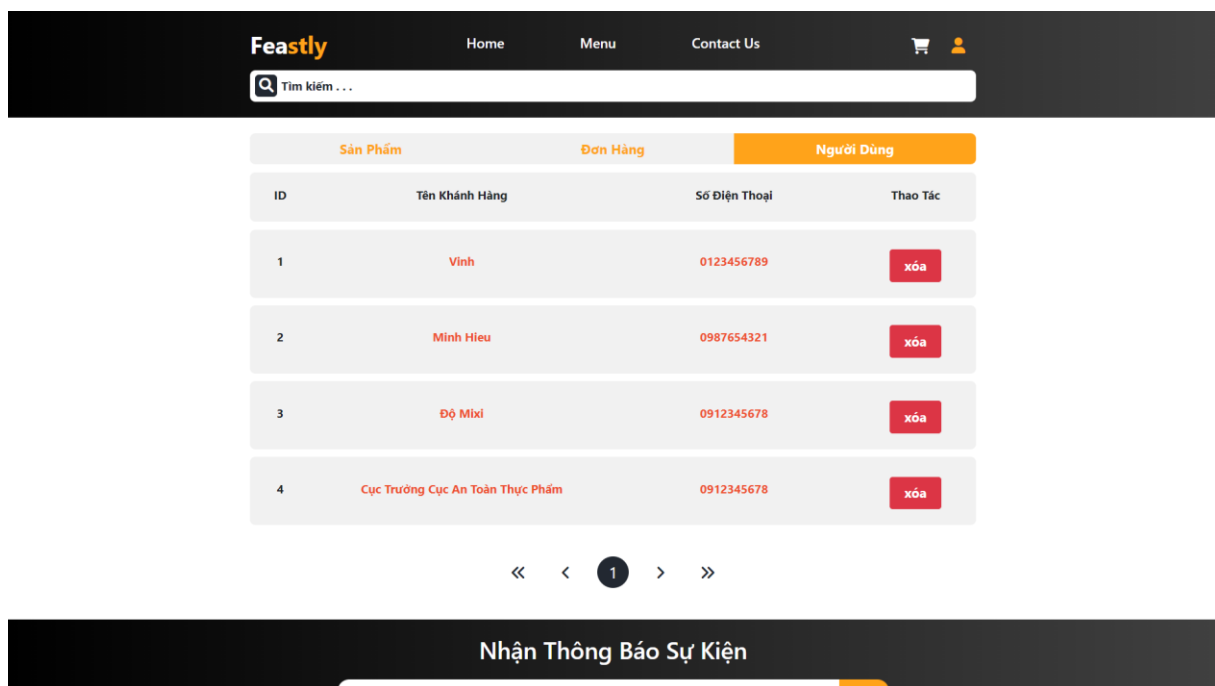 Feastly Home Menu Contact Us
Tìm kiếm . . .
Sản Phẩm Đơn Hàng Người Dùng
ID Tên Khánh Hàng Số Điện Thoại Thao Tác
1 Vinh 0123456789 xóa
2 Minh Hieu 0987654321 xóa
3 Độ Mixi 0912345678 xóa
4 Cục Trưởng Cục An Toàn Thực Phẩm 0912345678 xóa
« < 1 > »
Nhận Thông Báo Sự Kiện